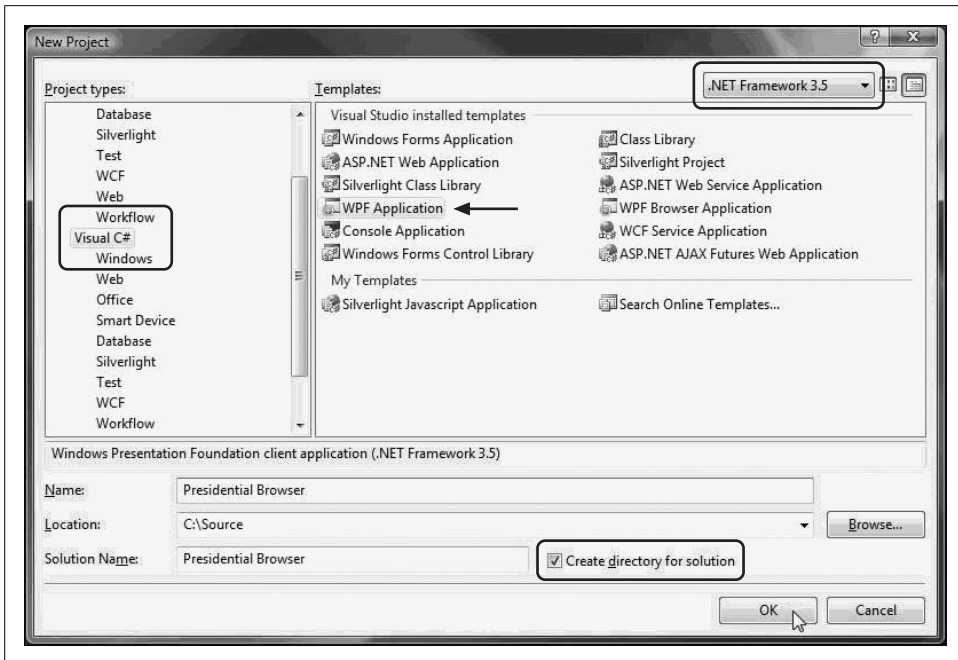 New Project
Project types:
Templates:
.NET Framework 3.5
Database
Silverlight
Test
WCF
Web
Workflow
Visual C#
Windows
Web
Office
Smart Device
Database
Silverlight
Test
WCF
Workflow
Visual Studio installed templates
Windows Forms Application
Class Library
ASP.NET Web Application
Silverlight Project
Silverlight Class Library
ASP.NET Web Service Application
WPF Application
WPF Browser Application
Console Application
WCF Service Application
Windows Forms Control Library
ASP.NET AJAX Futures Web Application
My Templates
Silverlight Javascript Application
Search Online Templates...
Windows Presentation Foundation client application (.NET Framework 3.5)
Name:
Presidential Browser
Location:
C:\Source
Browse...
Solution Name:
Presidential Browser
Create directory for solution
OK
Cancel